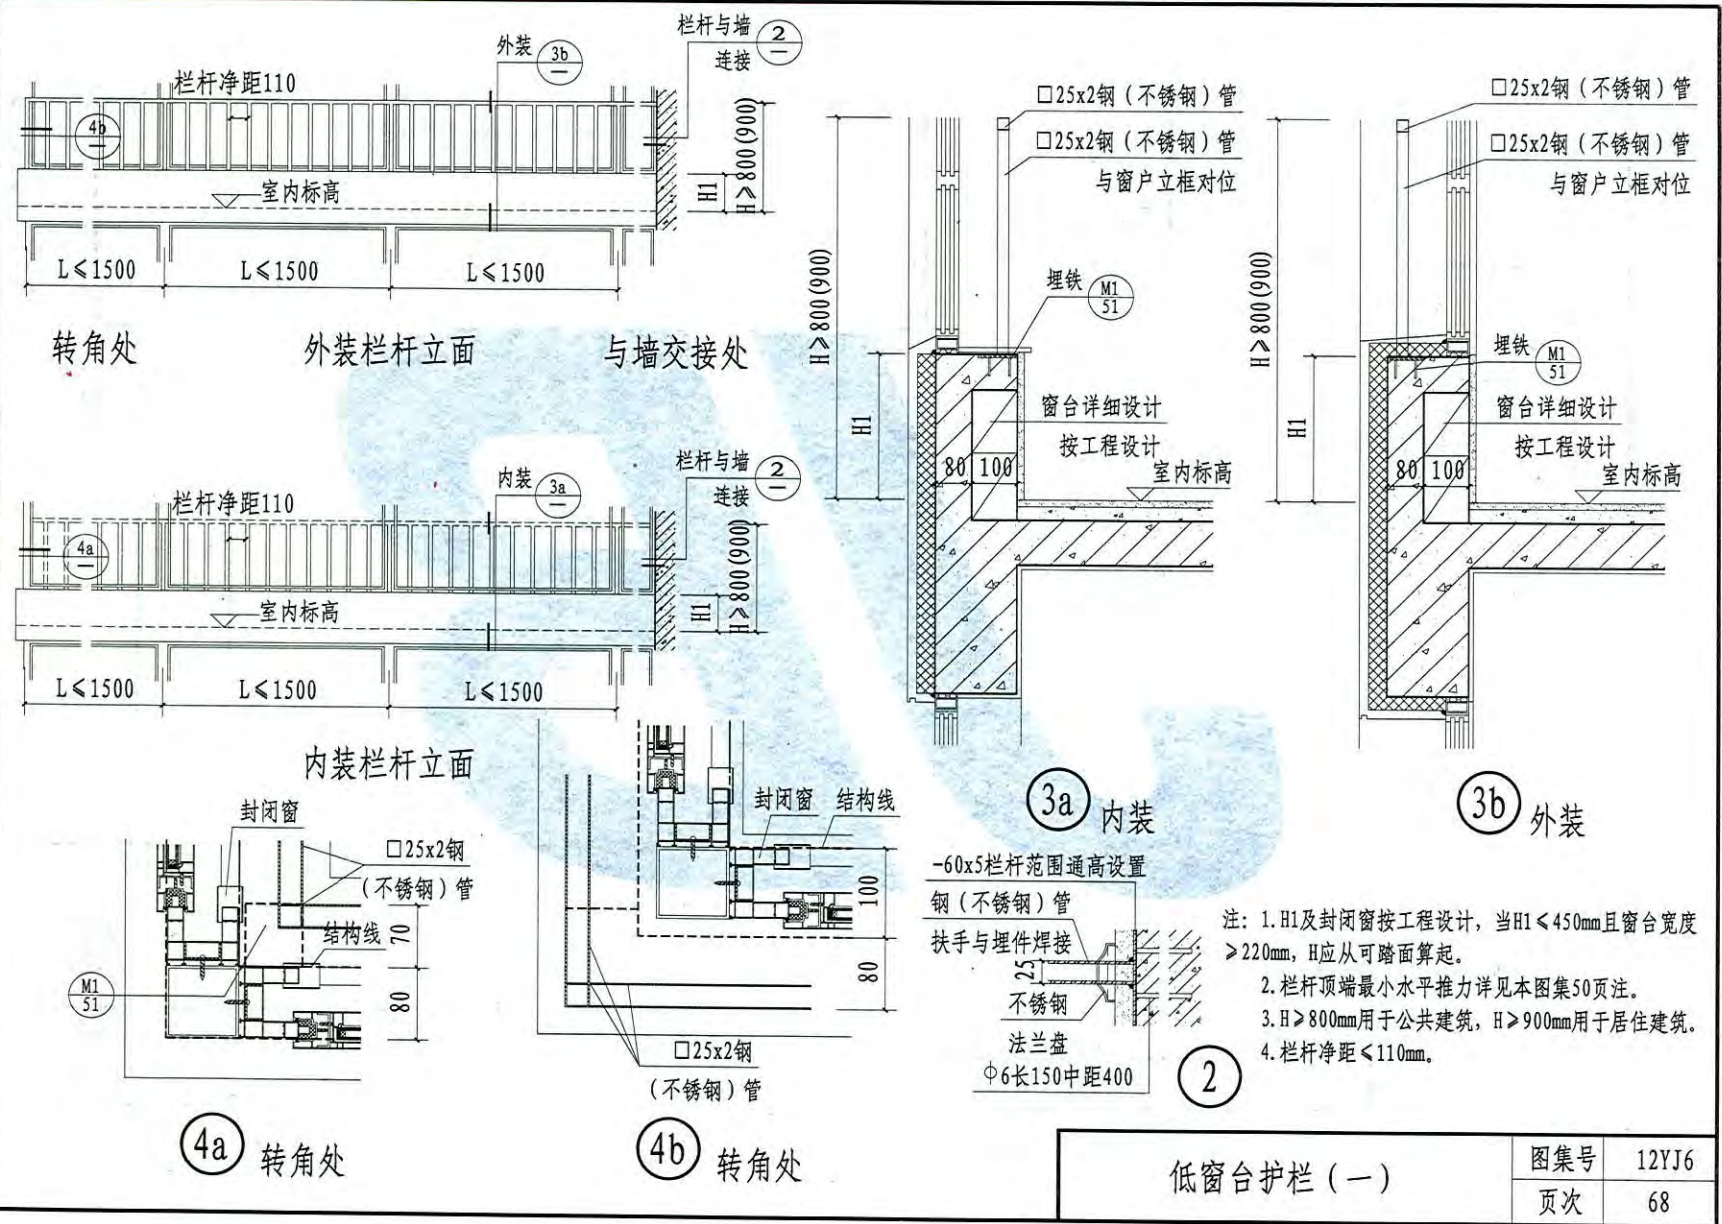 栏杆与墙
连接
2
—
外装
3b
—
栏杆净距110
4b
—
室内标高
H1
H≥800(900)
L≤1500
L≤1500
L≤1500
转角处
外装栏杆立面
与墙交接处
栏杆与墙
连接
2
—
内装
3a
—
栏杆净距110
4a
—
室内标高
H1
H≥800(900)
L≤1500
L≤1500
L≤1500
内装栏杆立面
封闭窗
□25x2钢
（不锈钢）管
结构线
70
80
M1
51
4a 转角处
封闭窗
结构线
100
80
□25x2钢
（不锈钢）管
4b 转角处
□25x2钢（不锈钢）管
□25x2钢（不锈钢）管
与窗户立框对位
H≥800(900)
埋铁
M1
51
H1
窗台详细设计
按工程设计
80 100
室内标高
3a 内装
□25x2钢（不锈钢）管
□25x2钢（不锈钢）管
与窗户立框对位
H≥800(900)
埋铁
M1
51
H1
窗台详细设计
按工程设计
80 100
室内标高
3b 外装
-60x5栏杆范围通高设置
钢（不锈钢）管
扶手与埋件焊接
25
不锈钢
法兰盘
φ6长150中距400
2
注：1.H1及封闭窗按工程设计，当H1≤450mm且窗台宽度
≥220mm，H应从可踏面算起。
2.栏杆顶端最小水平推力详见本图集50页注。
3.H≥800mm用于公共建筑，H≥900mm用于居住建筑。
4.栏杆净距≤110mm。
低窗台护栏（一）
图集号 12YJ6
页次 68